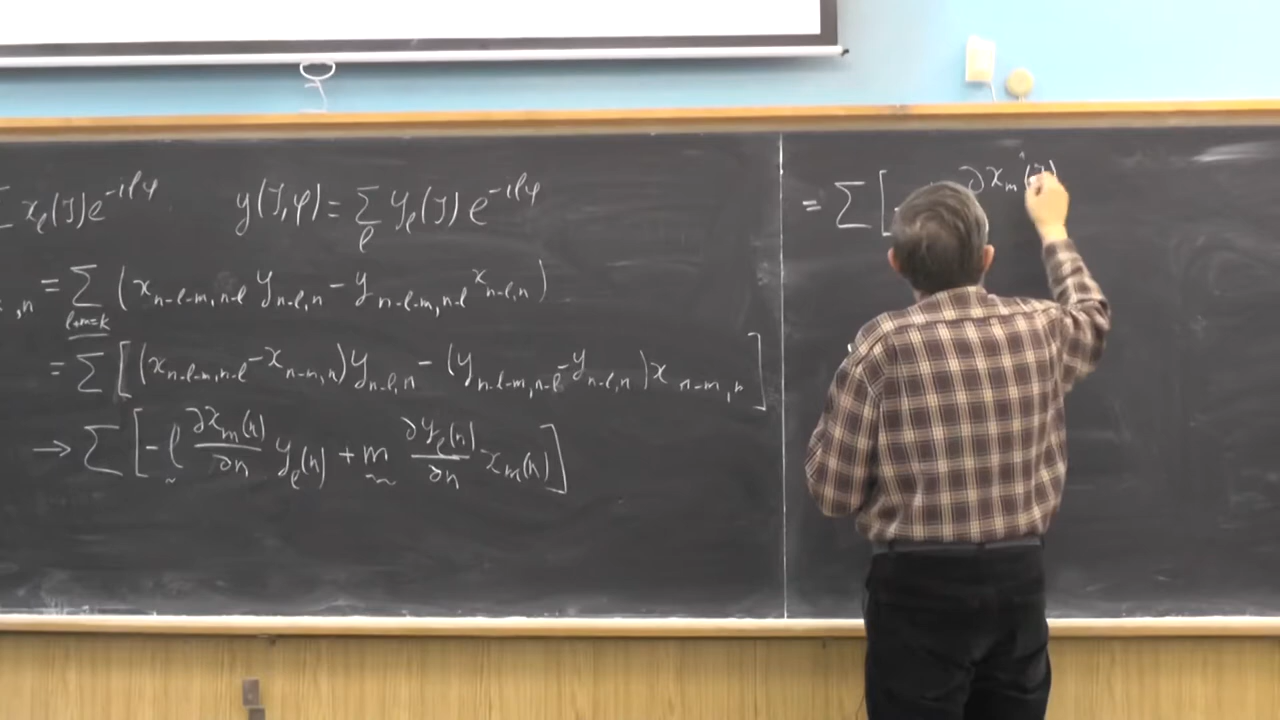 ∑ x_ℓ(J)e^{-iℓφ}    y(J,φ) = ∑_ℓ y_ℓ(J) e^{-iℓφ}
,n = ∑_{ℓ+m=k} (x_{n-ℓ-m,n-ℓ} y_{n-ℓ,n} - y_{n-ℓ-m,n-ℓ} x_{n-ℓ,n})
= ∑ [(x_{n-ℓ-m,n-ℓ} - x_{n-m,n}) y_{n-ℓ,n} - (y_{n-ℓ-m,n-ℓ} - y_{n-ℓ,n}) x_{n-m,n}]
→ ∑ [-ℓ ∂x_m(n)/∂n y_ℓ(n) + m ∂y_ℓ(n)/∂n x_m(n)]
= ∑ [ ∂x_m(J)